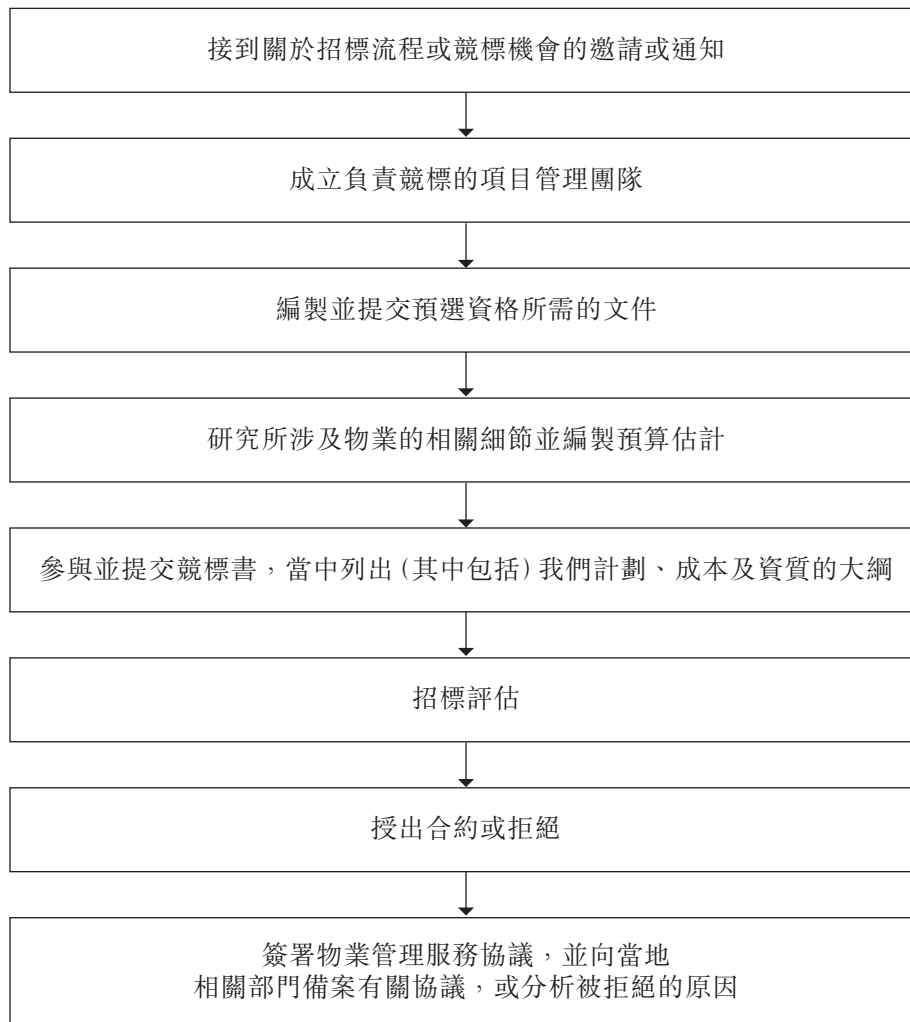 接到關於招標流程或競標機會的邀請或通知
成立負責競標的項目管理團隊
編製並提交預選資格所需的文件
研究所涉及物業的相關細節並編製預算估計
參與並提交競標書，當中列出(其中包括)我們計劃、成本及資質的大綱
招標評估
授出合約或拒絕
簽署物業管理服務協議，並向當地
相關部門備案有關協議，或分析被拒絕的原因